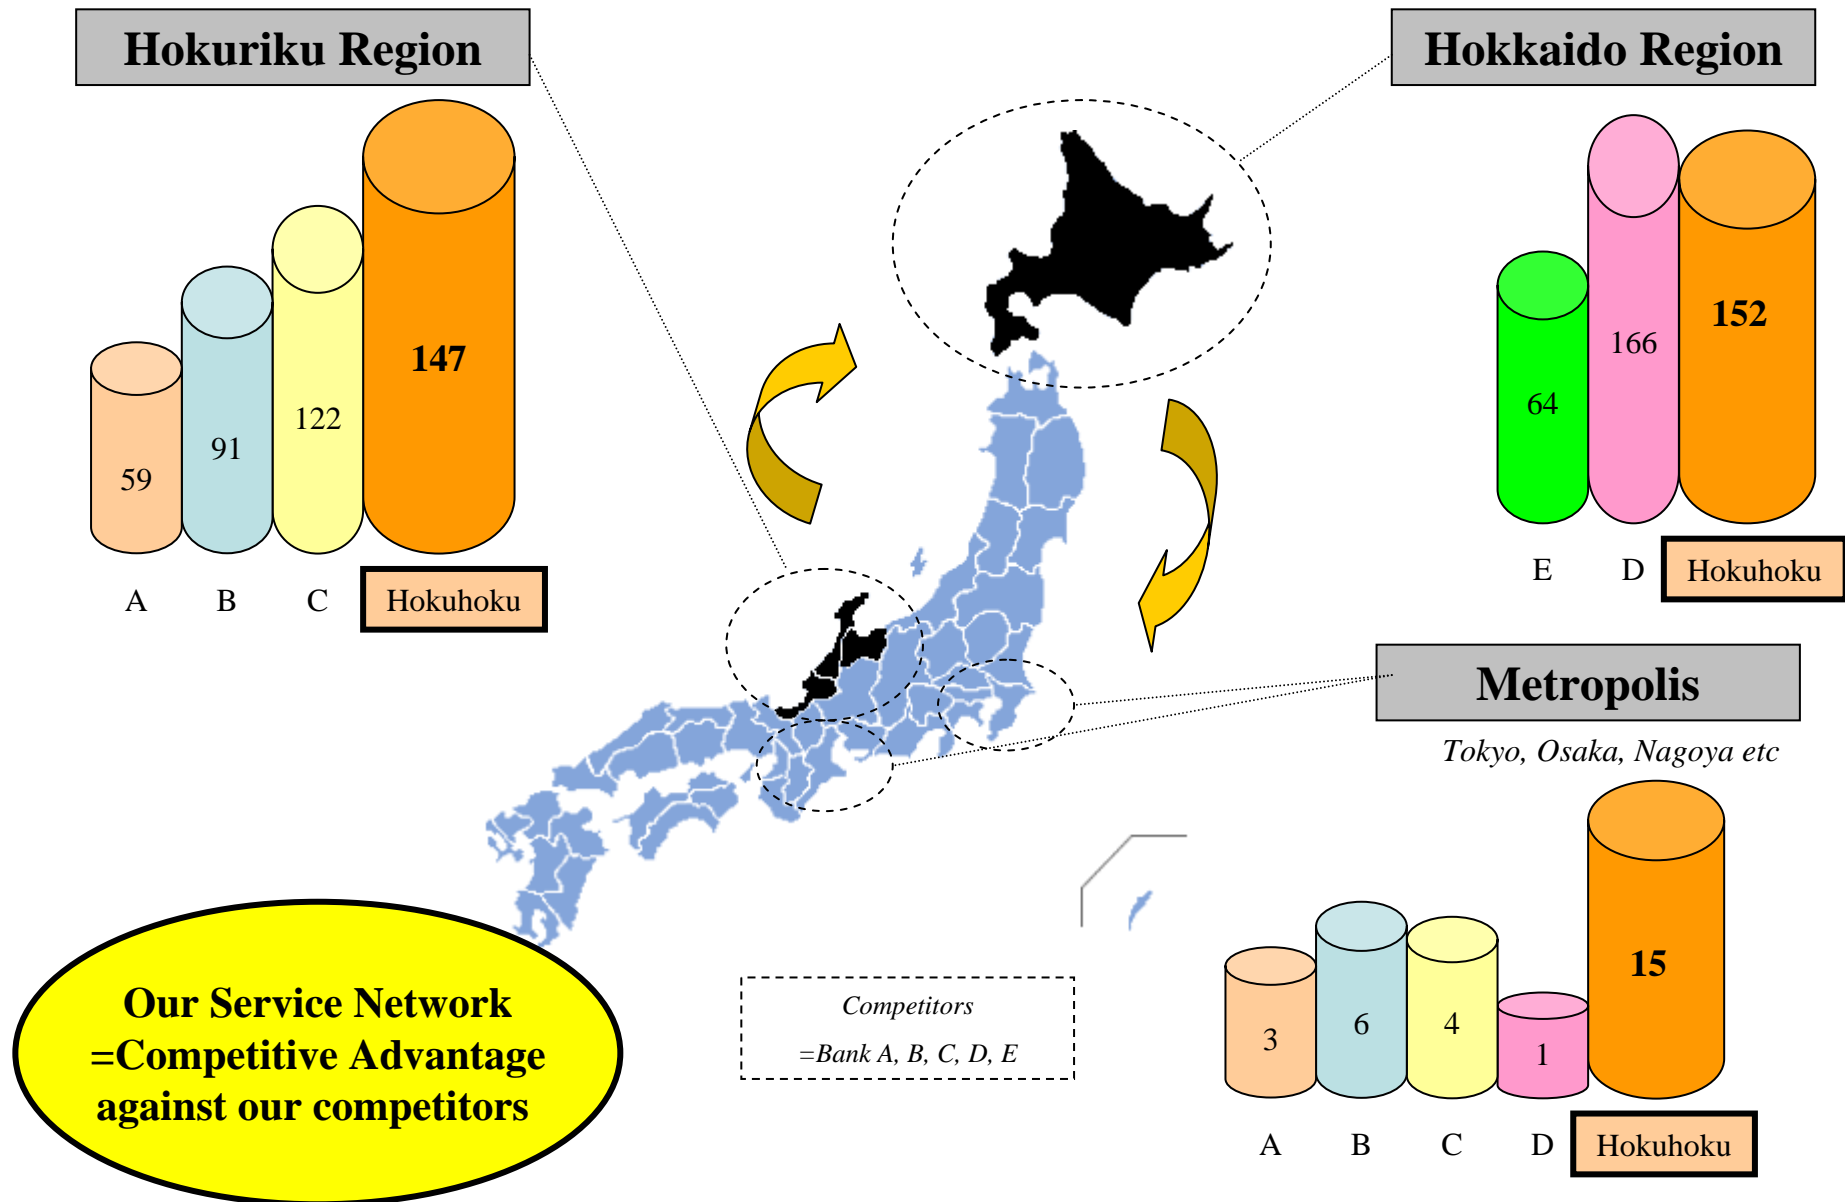 Hokuriku Region
147
122
91
59
A
B
C
Hokuhoku
Hokkaido Region
152
166
64
E
D
Hokuhoku
Metropolis
Tokyo, Osaka, Nagoya etc
15
3
6
4
1
A
B
C
D
Hokuhoku
Our Service Network
=Competitive Advantage
against our competitors
Competitors
=Bank A, B, C, D, E